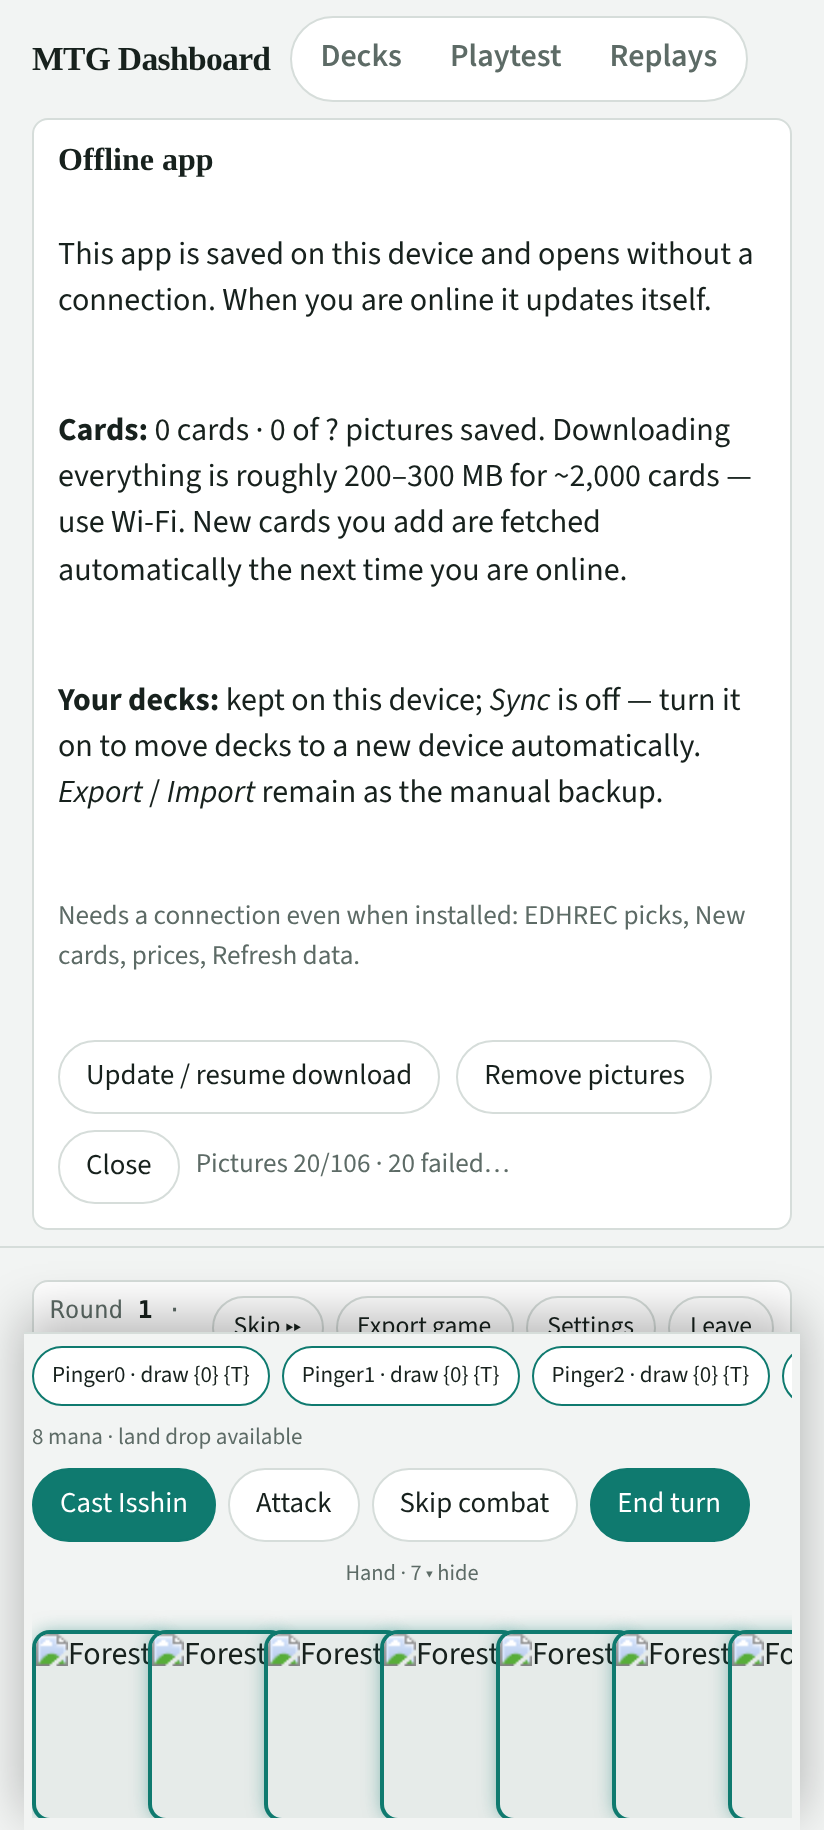 MTG Dashboard
Decks Playtest Replays
Offline app
This app is saved on this device and opens without a
connection. When you are online it updates itself.
Cards: 0 cards · 0 of ? pictures saved. Downloading
everything is roughly 200–300 MB for ~2,000 cards —
use Wi-Fi. New cards you add are fetched
automatically the next time you are online.
Your decks: kept on this device; Sync is off — turn it
on to move decks to a new device automatically.
Export / Import remain as the manual backup.
Needs a connection even when installed: EDHREC picks, New
cards, prices, Refresh data.
Update / resume download Remove pictures
Close Pictures 20/106 · 20 failed…
Round 1 · Skip ▸▸ Export game Settings Leave
Pinger0 · draw {0} {T} Pinger1 · draw {0} {T} Pinger2 · draw {0} {T}
8 mana · land drop available
Cast Isshin Attack Skip combat End turn
Hand · 7 ▾ hide
Forest Forest Forest Forest Forest Forest Fo